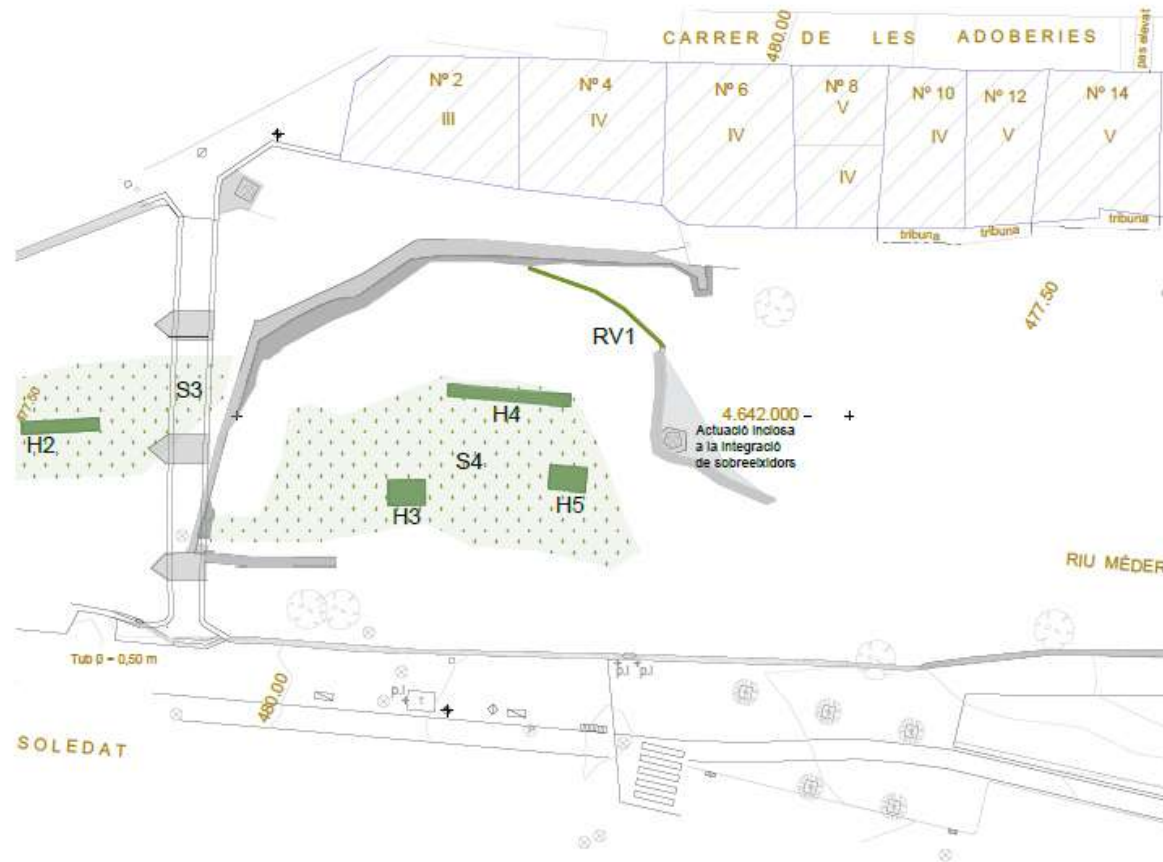 CARRER DE LES ADOBERIES
480.00
pas elevat
Nº 2
III
Nº 4
IV
Nº 6
IV
Nº 8
V
IV
Nº 10
IV
Nº 12
V
Nº 14
V
tribuna
tribuna
tribuna
477.50
RV1
S3
H2
H4
S4
H3
H5
4.642.000
Actuació inclosa
a la integració
de sobreeixidors
RIU MÈDER
Tub 0 = 0,50 m
480.00
p.l
T
p.l
p.l
SOLEDAT